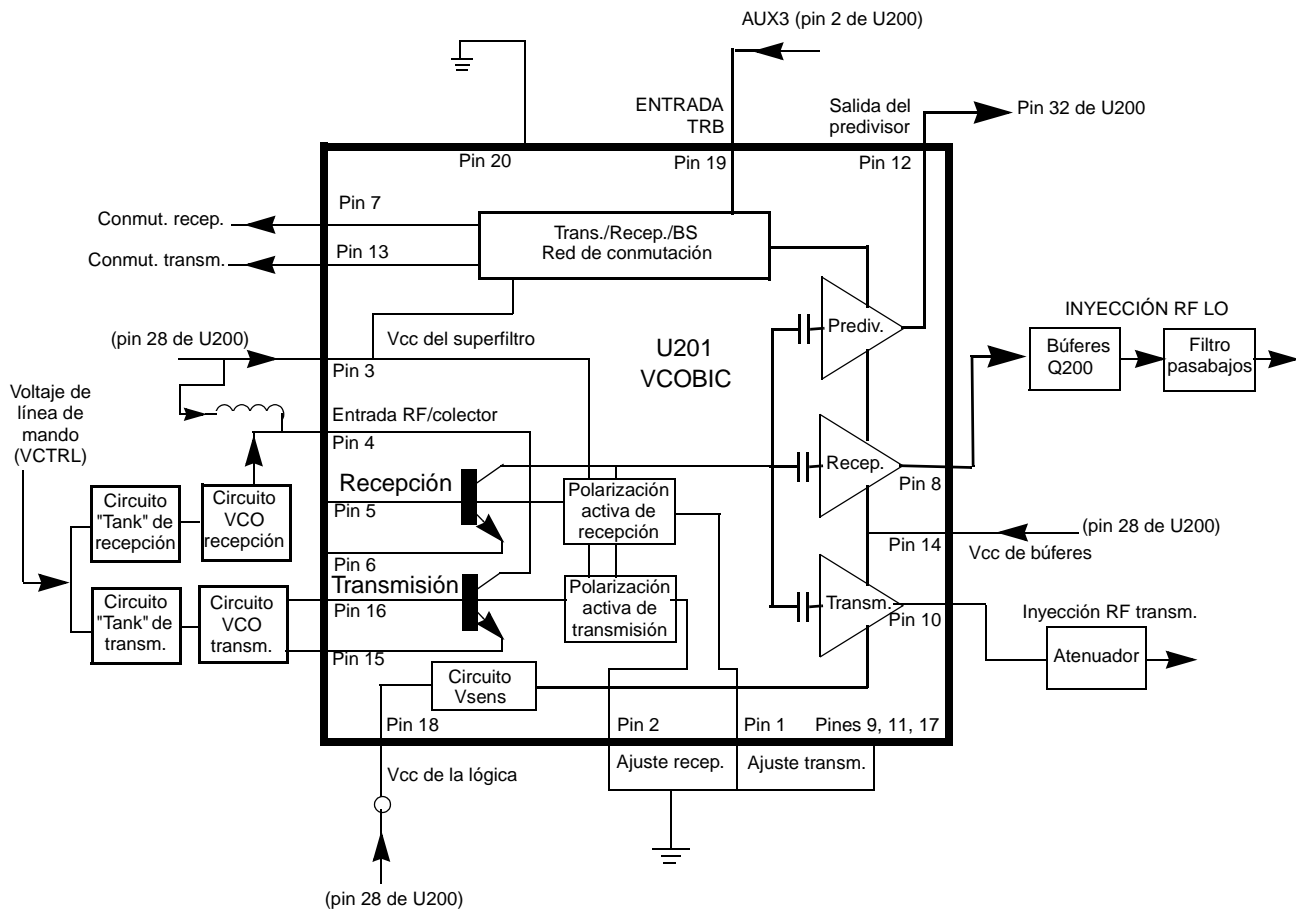 AUX3 (pin 2 de U200)
ENTRADA
TRB
Salida del
predivisor
Pin 32 de U200
Pin 20
Pin 19
Pin 12
Pin 7
Conmut. recep.
Trans./Recep./BS
Red de conmutación
Pin 13
Conmut. transm.
Prediv.
INYECCIÓN RF LO
(pin 28 de U200)
Vcc del superfiltro
U201
VCOBIC
Búferes
Q200
Filtro
pasabajos
Pin 3
Voltaje de
línea de
mando
(VCTRL)
Entrada RF/colector
Pin 4
Recepción
Recep.
Pin 8
Circuito
"Tank" de
recepción
Circuito
VCO
recepción
Pin 5
Polarización
activa de
recepción
(pin 28 de U200)
Pin 14
Vcc de búferes
Pin 6
Transmisión
Circuito
"Tank" de
transm.
Circuito
VCO
transm.
Pin 16
Polarización
activa de
transmisión
Transm.
Pin 10
Inyección RF transm.
Atenuador
Pin 15
Circuito
Vsens
Pin 18
Pin 2
Pin 1
Pines 9, 11, 17
Vcc de la lógica
Ajuste recep.
Ajuste transm.
(pin 28 de U200)